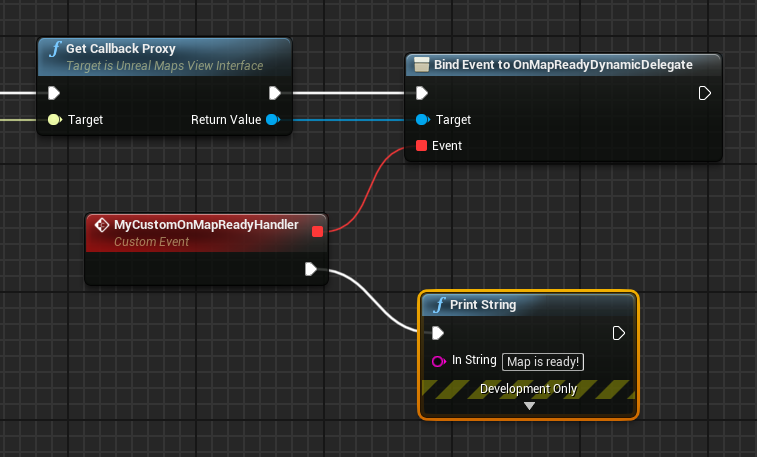 Get Callback Proxy
Target is Unreal Maps View Interface
Target
Return Value
Bind Event to OnMapReadyDynamicDelegate
Target
Event
MyCustomOnMapReadyHandler
Custom Event
Print String
In String Map is ready!
Development Only